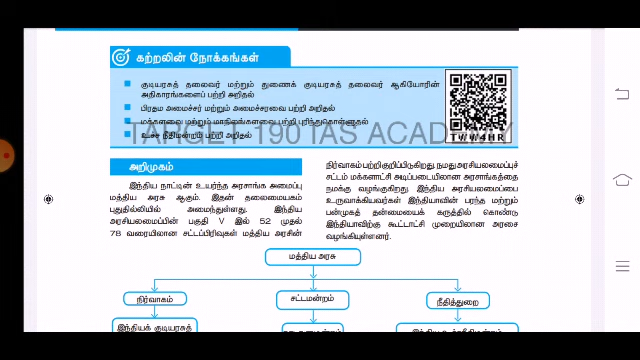 கற்றலின் நோக்கங்கள்
குடியரசுத் தலைவர் மற்றும் துணைக் குடியரசுத் தலைவர் ஆகியோரின்
அதிகாரங்களைப் பற்றி அறிதல்
பிரதம அமைச்சர் மற்றும் அமைச்சரவை பற்றி அறிதல்
மக்களவை மற்றும் மாநிலங்களவை பற்றி புரிந்துகொள்ளுதல்
உச்ச நீதிமன்றம் பற்றி அறிதல்
TARGET 190 IAS ACADEMY
TWW4HR
அறிமுகம்
இந்திய நாட்டின் உயர்ந்த அரசாங்க அமைப்பு
மத்திய அரசு ஆகும். இதன் தலைமையகம்
புதுதில்லியில் அமைந்துள்ளது. இந்திய
அரசியலமைப்பின் பகுதி V இல் 52 முதல்
78 வரையிலான சட்டப்பிரிவுகள் மத்திய அரசின்
நிர்வாகம் பற்றி குறிப்பிடுகிறது. நமது அரசியலமைப்புச்
சட்டம் மக்களாட்சி அடிப்படையிலான அரசாங்கத்தை
நமக்கு வழங்குகிறது. இந்திய அரசியலமைப்பை
உருவாக்கியவர்கள் இந்தியாவின் பரந்த மற்றும்
பன்முகத் தன்மையைக் கருத்தில் கொண்டு
இந்தியாவிற்கு கூட்டாட்சி முறையிலான அரசை
வழங்கியுள்ளனர்.
மத்திய அரசு
நிர்வாகம்
சட்டமன்றம்
நீதித்துறை
இந்தியக் குடியரசுத்